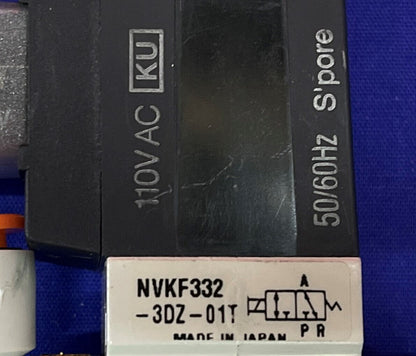 110VAC KU
50/60Hz S'pore
NVKF332
-3DZ-01T
A
P R
MADE IN JAPAN